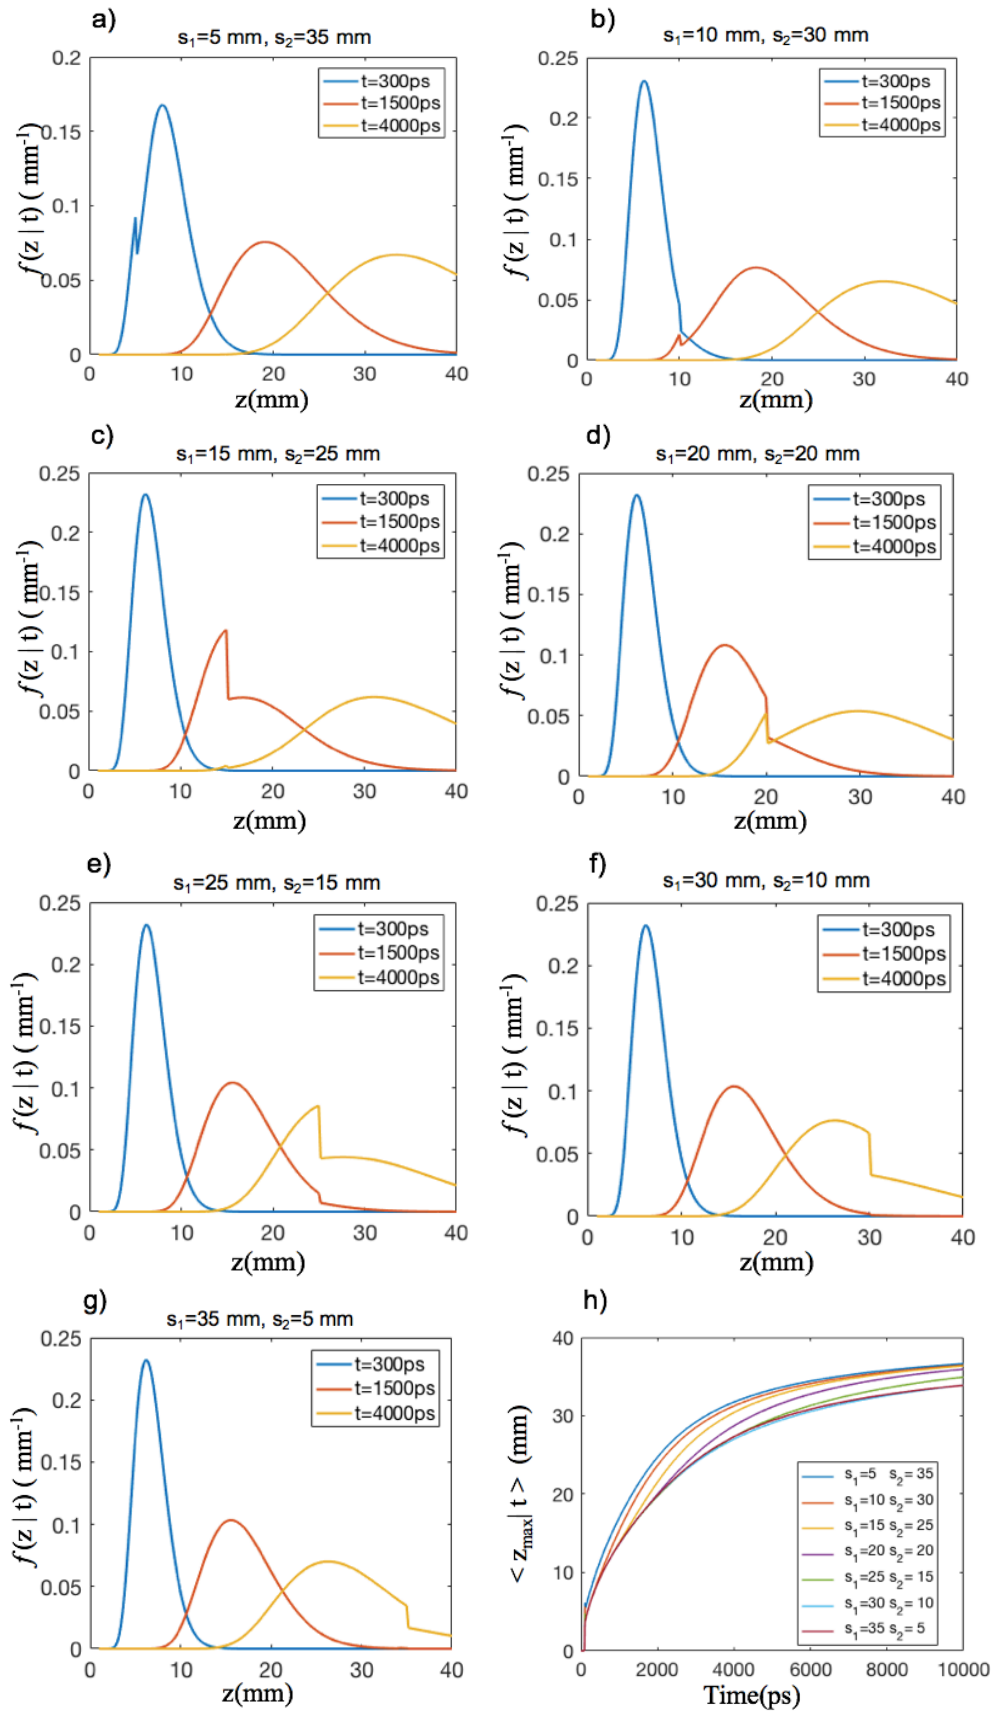 a)
s1=5 mm, s2=35 mm
f(z | t) ( mm-1)
0.2
0.15
0.1
0.05
0
t=300ps
t=1500ps
t=4000ps
0 10 20 30 40
z(mm)
b)
s1=10 mm, s2=30 mm
f(z | t) ( mm-1)
0.25
0.2
0.15
0.1
0.05
0
t=300ps
t=1500ps
t=4000ps
0 10 20 30 40
z(mm)
c)
s1=15 mm, s2=25 mm
f(z | t) ( mm-1)
0.25
0.2
0.15
0.1
0.05
0
t=300ps
t=1500ps
t=4000ps
0 10 20 30 40
z(mm)
d)
s1=20 mm, s2=20 mm
f(z | t) ( mm-1)
0.25
0.2
0.15
0.1
0.05
0
t=300ps
t=1500ps
t=4000ps
0 10 20 30 40
z(mm)
e)
s1=25 mm, s2=15 mm
f(z | t) ( mm-1)
0.25
0.2
0.15
0.1
0.05
0
t=300ps
t=1500ps
t=4000ps
0 10 20 30 40
z(mm)
f)
s1=30 mm, s2=10 mm
f(z | t) ( mm-1)
0.25
0.2
0.15
0.1
0.05
0
t=300ps
t=1500ps
t=4000ps
0 10 20 30 40
z(mm)
g)
s1=35 mm, s2=5 mm
f(z | t) ( mm-1)
0.25
0.2
0.15
0.1
0.05
0
t=300ps
t=1500ps
t=4000ps
0 10 20 30 40
z(mm)
h)
< zmax| t > (mm)
40
30
20
10
0
s1=5 s2= 35
s1=10 s2= 30
s1=15 s2= 25
s1=20 s2= 20
s1=25 s2= 15
s1=30 s2= 10
s1=35 s2= 5
0 2000 4000 6000 8000 10000
Time(ps)